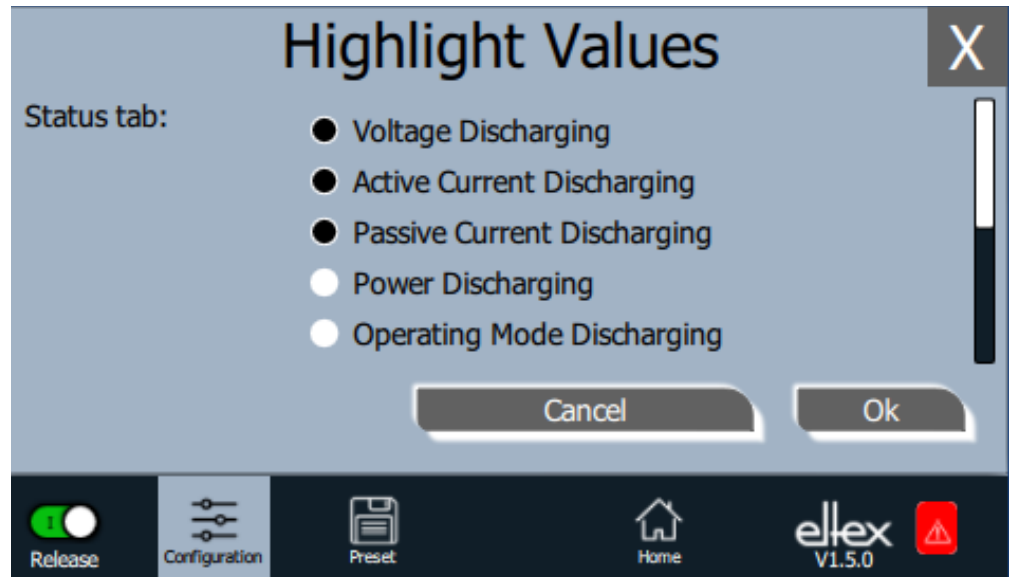 Highlight Values
X
Status tab:
Voltage Discharging
Active Current Discharging
Passive Current Discharging
Power Discharging
Operating Mode Discharging
Cancel
Ok
I
Release
Configuration
Preset
Home
eltex
V1.5.0